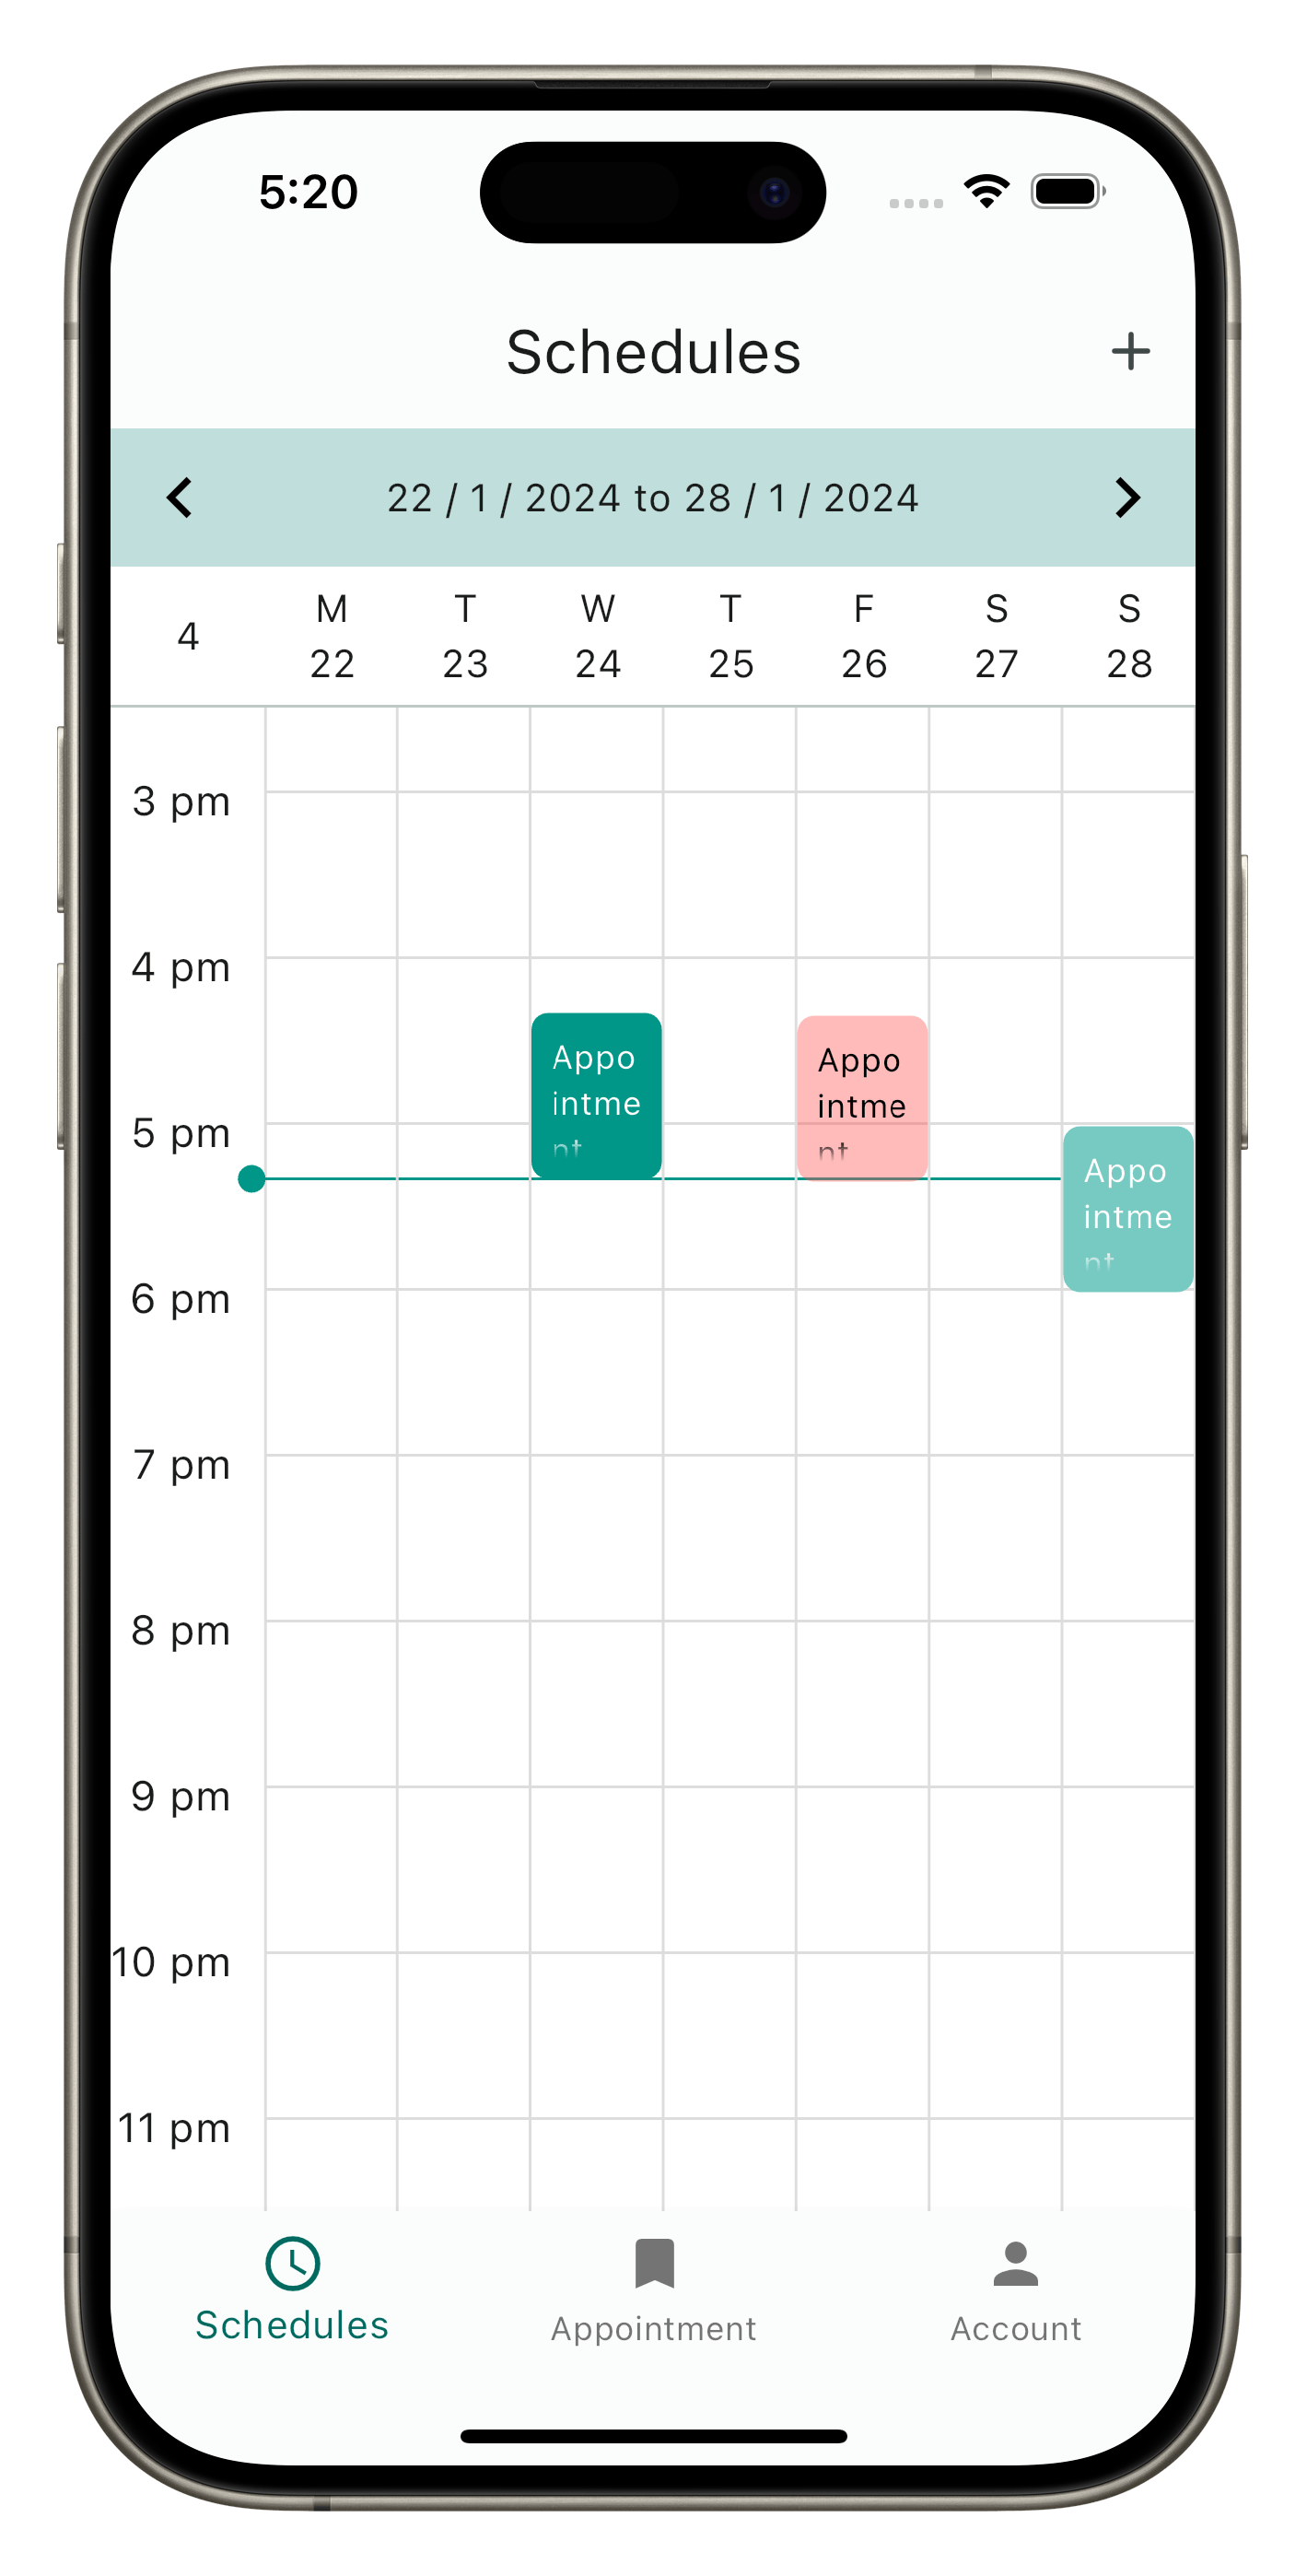 5:20
Schedules
22 / 1 / 2024 to 28 / 1 / 2024
4
M T W T F S S
22 23 24 25 26 27 28
3 pm
4 pm
Appo
intme
nt
Appo
intme
nt
5 pm
Appo
intme
nt
6 pm
7 pm
8 pm
9 pm
10 pm
11 pm
Schedules
Appointment
Account